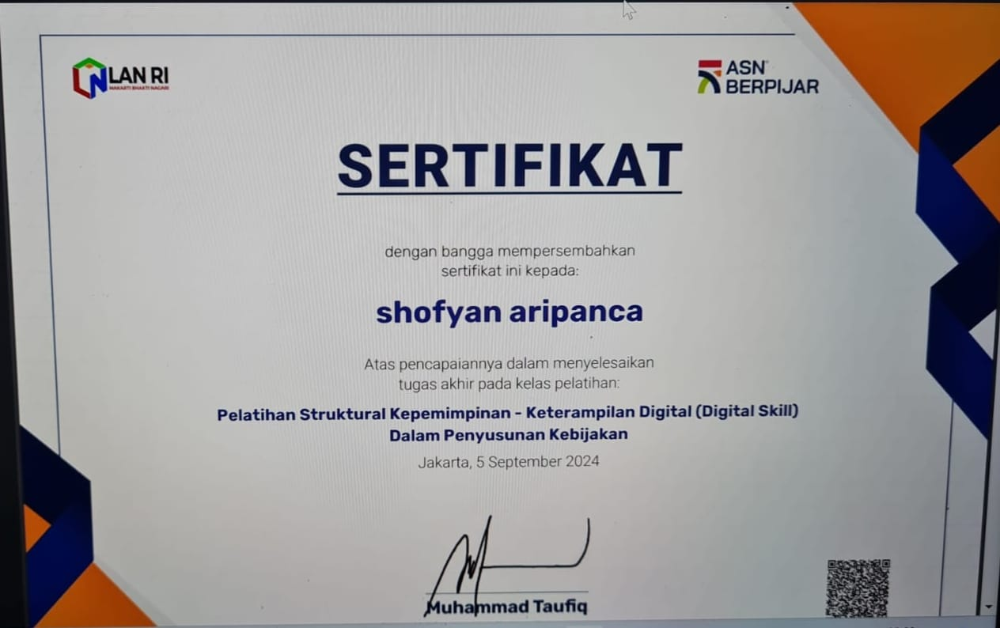 LAN RI
MAKARTI BHAKTI NAGARI
ASN
BERPIJAR
SERTIFIKAT
dengan bangga mempersembahkan
sertifikat ini kepada:
shofyan aripanca
Atas pencapaiannya dalam menyelesaikan
tugas akhir pada kelas pelatihan:
Pelatihan Struktural Kepemimpinan - Keterampilan Digital (Digital Skill)
Dalam Penyusunan Kebijakan
Jakarta, 5 September 2024
Muhammad Taufiq